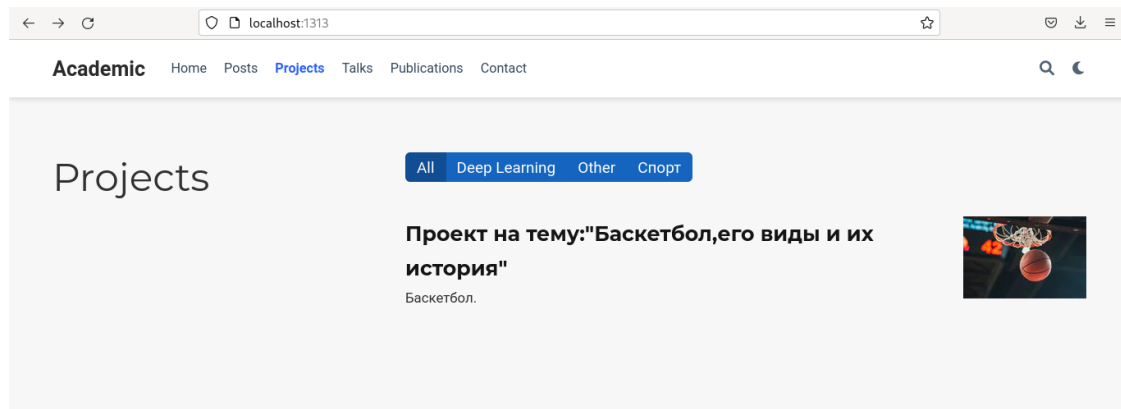 localhost:1313
Academic Home Posts Projects Talks Publications Contact
Projects
All Deep Learning Other Спорт
Проект на тему:"Баскетбол,его виды и их
история"
Баскетбол.
42